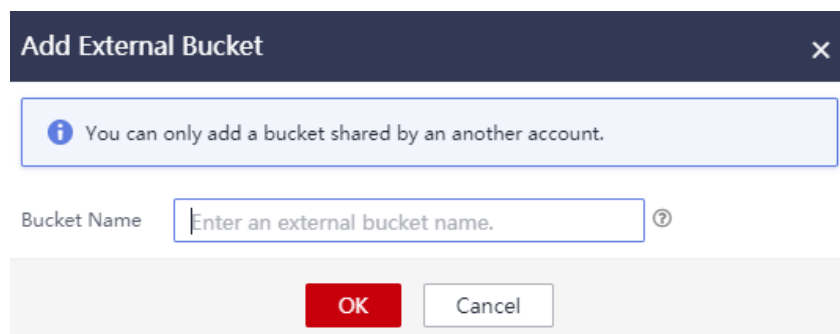 Add External Bucket
You can only add a bucket shared by an another account.
Bucket Name Enter an external bucket name.
OK Cancel